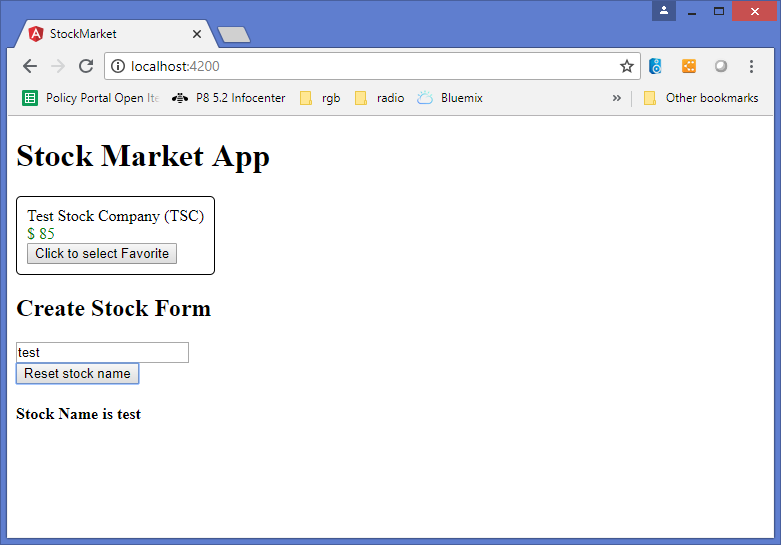 StockMarket
localhost:4200
Policy Portal Open Ite P8 5.2 Infocenter rgb radio Bluemix » Other bookmarks
Stock Market App
Test Stock Company (TSC)
$ 85
Click to select Favorite
Create Stock Form
test
Reset stock name
Stock Name is test